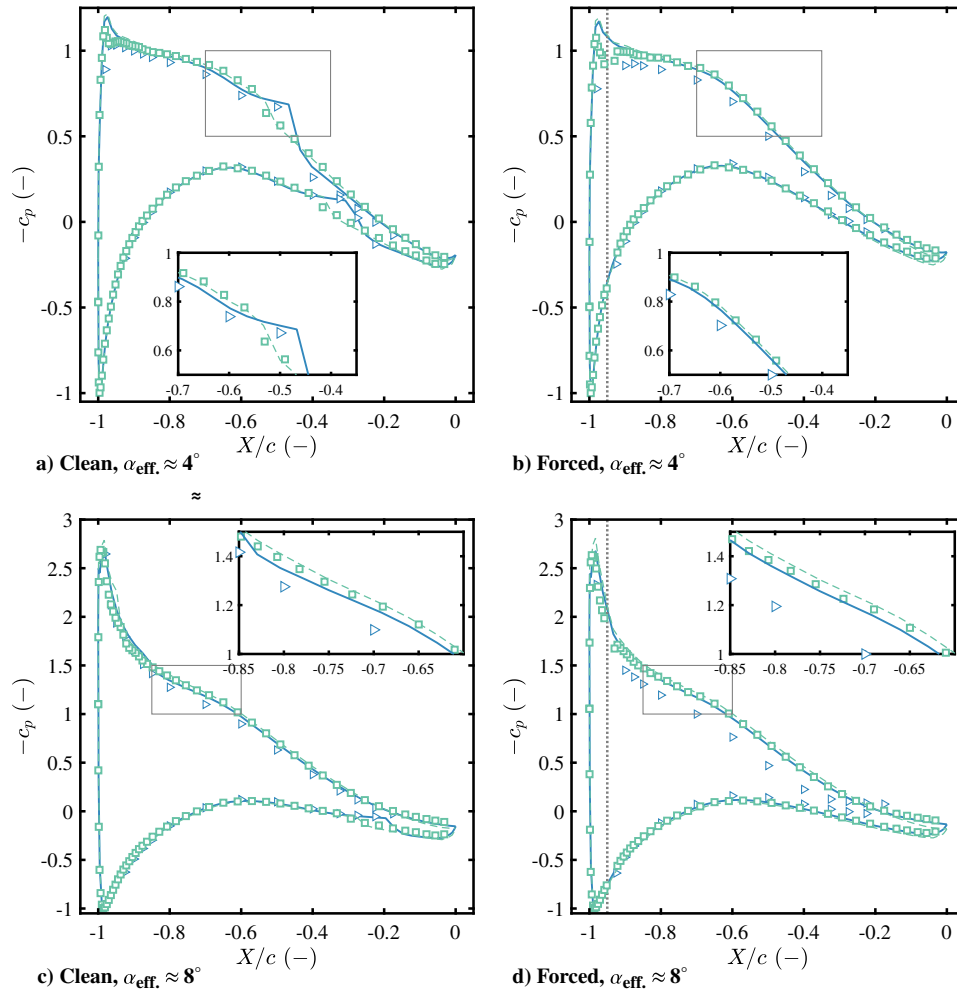 1
0.5
0
-0.5
-1
−c_p (−)
1
0.8
0.6
-0.7 -0.6 -0.5 -0.4
-1 -0.8 -0.6 -0.4 -0.2 0
X/c (−)
a) Clean, α_eff. ≈ 4°
1
0.5
0
-0.5
-1
−c_p (−)
1
0.8
0.6
-0.7 -0.6 -0.5 -0.4
-1 -0.8 -0.6 -0.4 -0.2 0
X/c (−)
b) Forced, α_eff. ≈ 4°
≈
3
2.5
2
1.5
1
0.5
0
-0.5
-1
−c_p (−)
1.4
1.2
1
-0.85 -0.8 -0.75 -0.7 -0.65
-1 -0.8 -0.6 -0.4 -0.2 0
X/c (−)
c) Clean, α_eff. ≈ 8°
3
2.5
2
1.5
1
0.5
0
-0.5
-1
−c_p (−)
1.4
1.2
1
-0.85 -0.8 -0.75 -0.7 -0.65
-1 -0.8 -0.6 -0.4 -0.2 0
X/c (−)
d) Forced, α_eff. ≈ 8°